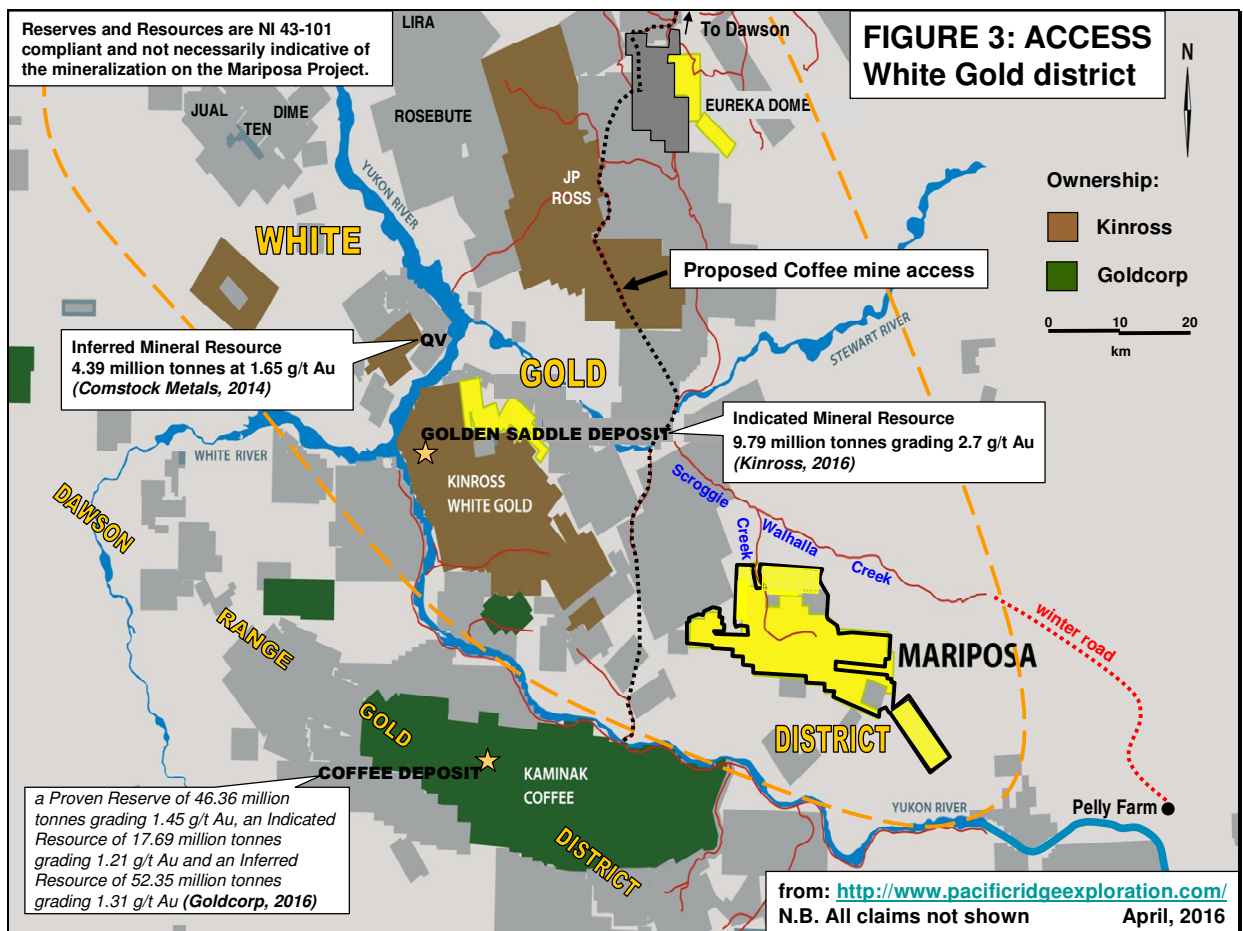 Reserves and Resources are NI 43-101
compliant and not necessarily indicative of
the mineralization on the Mariposa Project.
LIRA
To Dawson
FIGURE 3: ACCESS
White Gold district
N
JUAL
DIME
TEN
ROSEBUTE
EUREKA DOME
YUKON RIVER
JP
ROSS
Ownership:
Kinross
Goldcorp
0 10 20
km
WHITE
Proposed Coffee mine access
STEWART RIVER
QV
Inferred Mineral Resource
4.39 million tonnes at 1.65 g/t Au
(Comstock Metals, 2014)
GOLD
GOLDEN SADDLE DEPOSIT
Indicated Mineral Resource
9.79 million tonnes grading 2.7 g/t Au
(Kinross, 2016)
WHITE RIVER
KINROSS
WHITE GOLD
DAWSON
Scroggie
Creek
Walhalla
Creek
winter road
RANGE
MARIPOSA
GOLD
DISTRICT
COFFEE DEPOSIT
KAMINAK
COFFEE
a Proven Reserve of 46.36 million
tonnes grading 1.45 g/t Au, an Indicated
Resource of 17.69 million tonnes
grading 1.21 g/t Au and an Inferred
Resource of 52.35 million tonnes
grading 1.31 g/t Au (Goldcorp, 2016)
DISTRICT
YUKON RIVER
Pelly Farm
from: http://www.pacificridgeexploration.com/
N.B. All claims not shown April, 2016